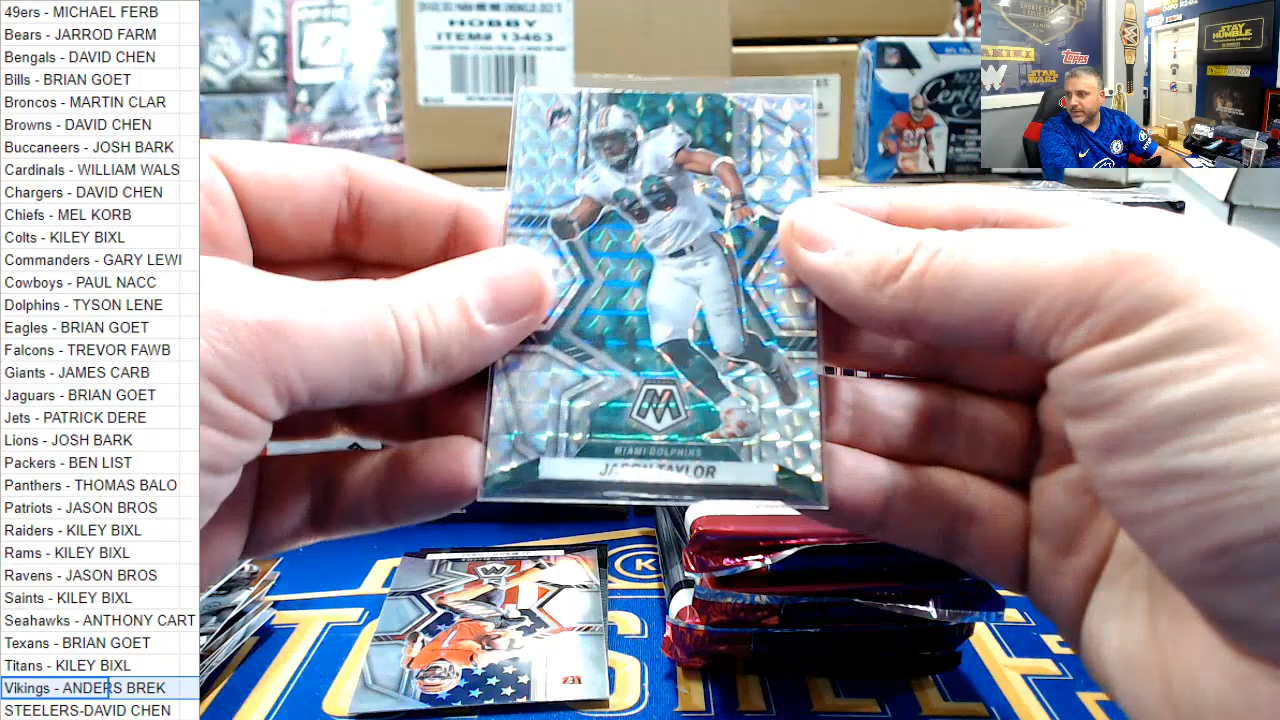 49ers - MICHAEL FERB
Bears - JARROD FARM
Bengals - DAVID CHEN
Bills - BRIAN GOET
Broncos - MARTIN CLAR
Browns - DAVID CHEN
Buccaneers - JOSH BARK
Cardinals - WILLIAM WALS
Chargers - DAVID CHEN
Chiefs - MEL KORB
Colts - KILEY BIXL
Commanders - GARY LEWI
Cowboys - PAUL NACC
Dolphins - TYSON LENE
Eagles - BRIAN GOET
Falcons - TREVOR FAWB
Giants - JAMES CARB
Jaguars - BRIAN GOET
Jets - PATRICK DERE
Lions - JOSH BARK
Packers - BEN LIST
Panthers - THOMAS BALO
Patriots - JASON BROS
Raiders - KILEY BIXL
Rams - KILEY BIXL
Ravens - JASON BROS
Saints - KILEY BIXL
Seahawks - ANTHONY CART
Texans - BRIAN GOET
Titans - KILEY BIXL
Vikings - ANDERS BREK
STEELERS-DAVID CHEN
HOBBY
ITEM# 13463
PANINI
topps
STAR WARS
STAY
HUMBLE
MIAMI DOLPHINS
JASON TAYLOR
M
K